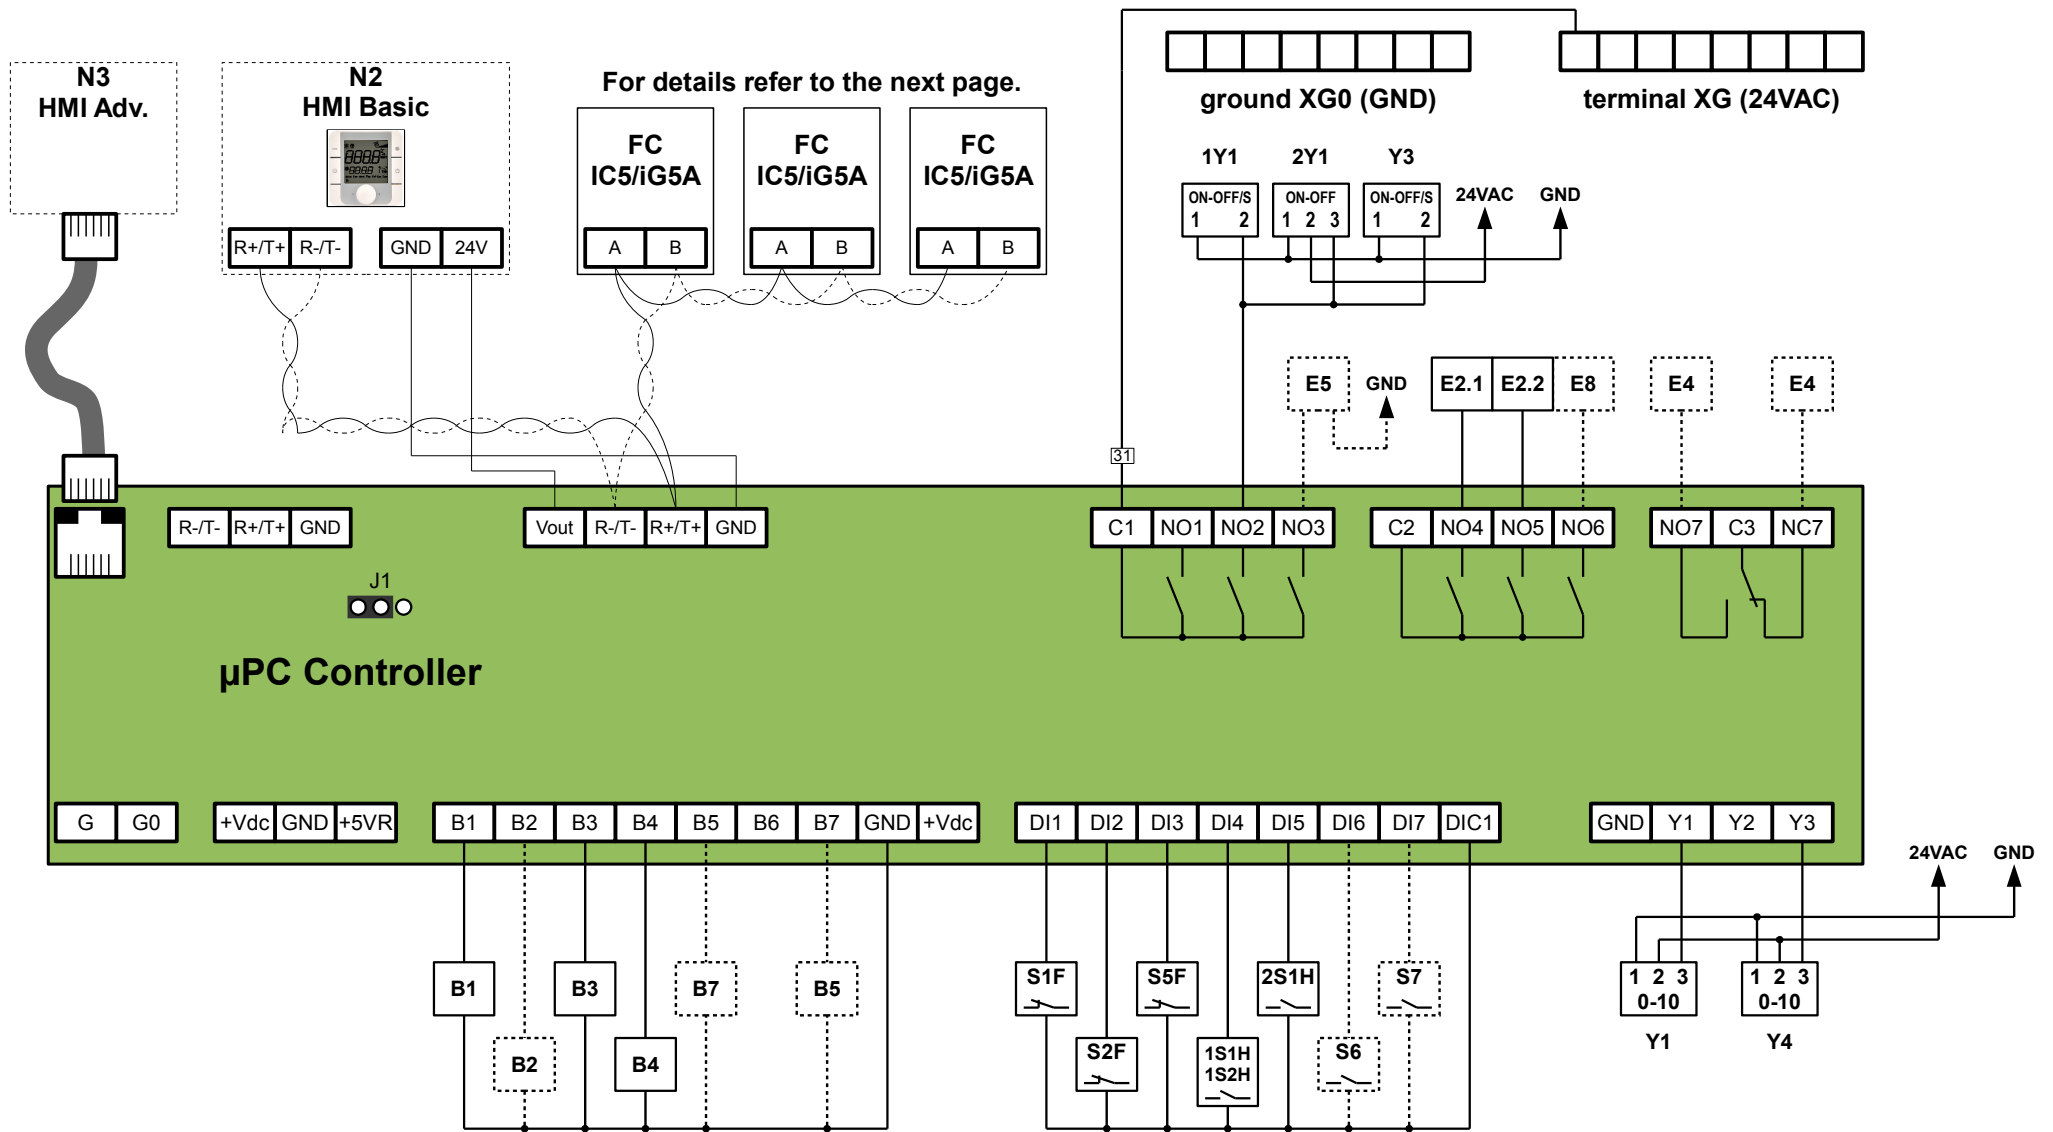 N3
HMI Adv.
N2
HMI Basic
R+/T+ R-/T- GND 24V
For details refer to the next page.
FC
IC5/iG5A
A B
FC
IC5/iG5A
A B
FC
IC5/iG5A
A B
ground XG0 (GND)
terminal XG (24VAC)
1Y1 2Y1 Y3
ON-OFF/S
1 2
ON-OFF
1 2 3
ON-OFF/S
1 2
24VAC GND
E5 GND E2.1 E2.2 E8 E4 E4
31
R-/T- R+/T+ GND
Vout R-/T- R+/T+ GND
C1 NO1 NO2 NO3
C2 NO4 NO5 NO6
NO7 C3 NC7
J1
µPC Controller
G G0
+Vdc GND +5VR
B1 B2 B3 B4 B5 B6 B7 GND +Vdc
DI1 DI2 DI3 DI4 DI5 DI6 DI7 DIC1
GND Y1 Y2 Y3
24VAC GND
B1 B3 B7 B5
B2 B4
S1F S5F 2S1H S7
S2F
1S1H
1S2H
S6
1 2 3
0-10
Y1
1 2 3
0-10
Y4